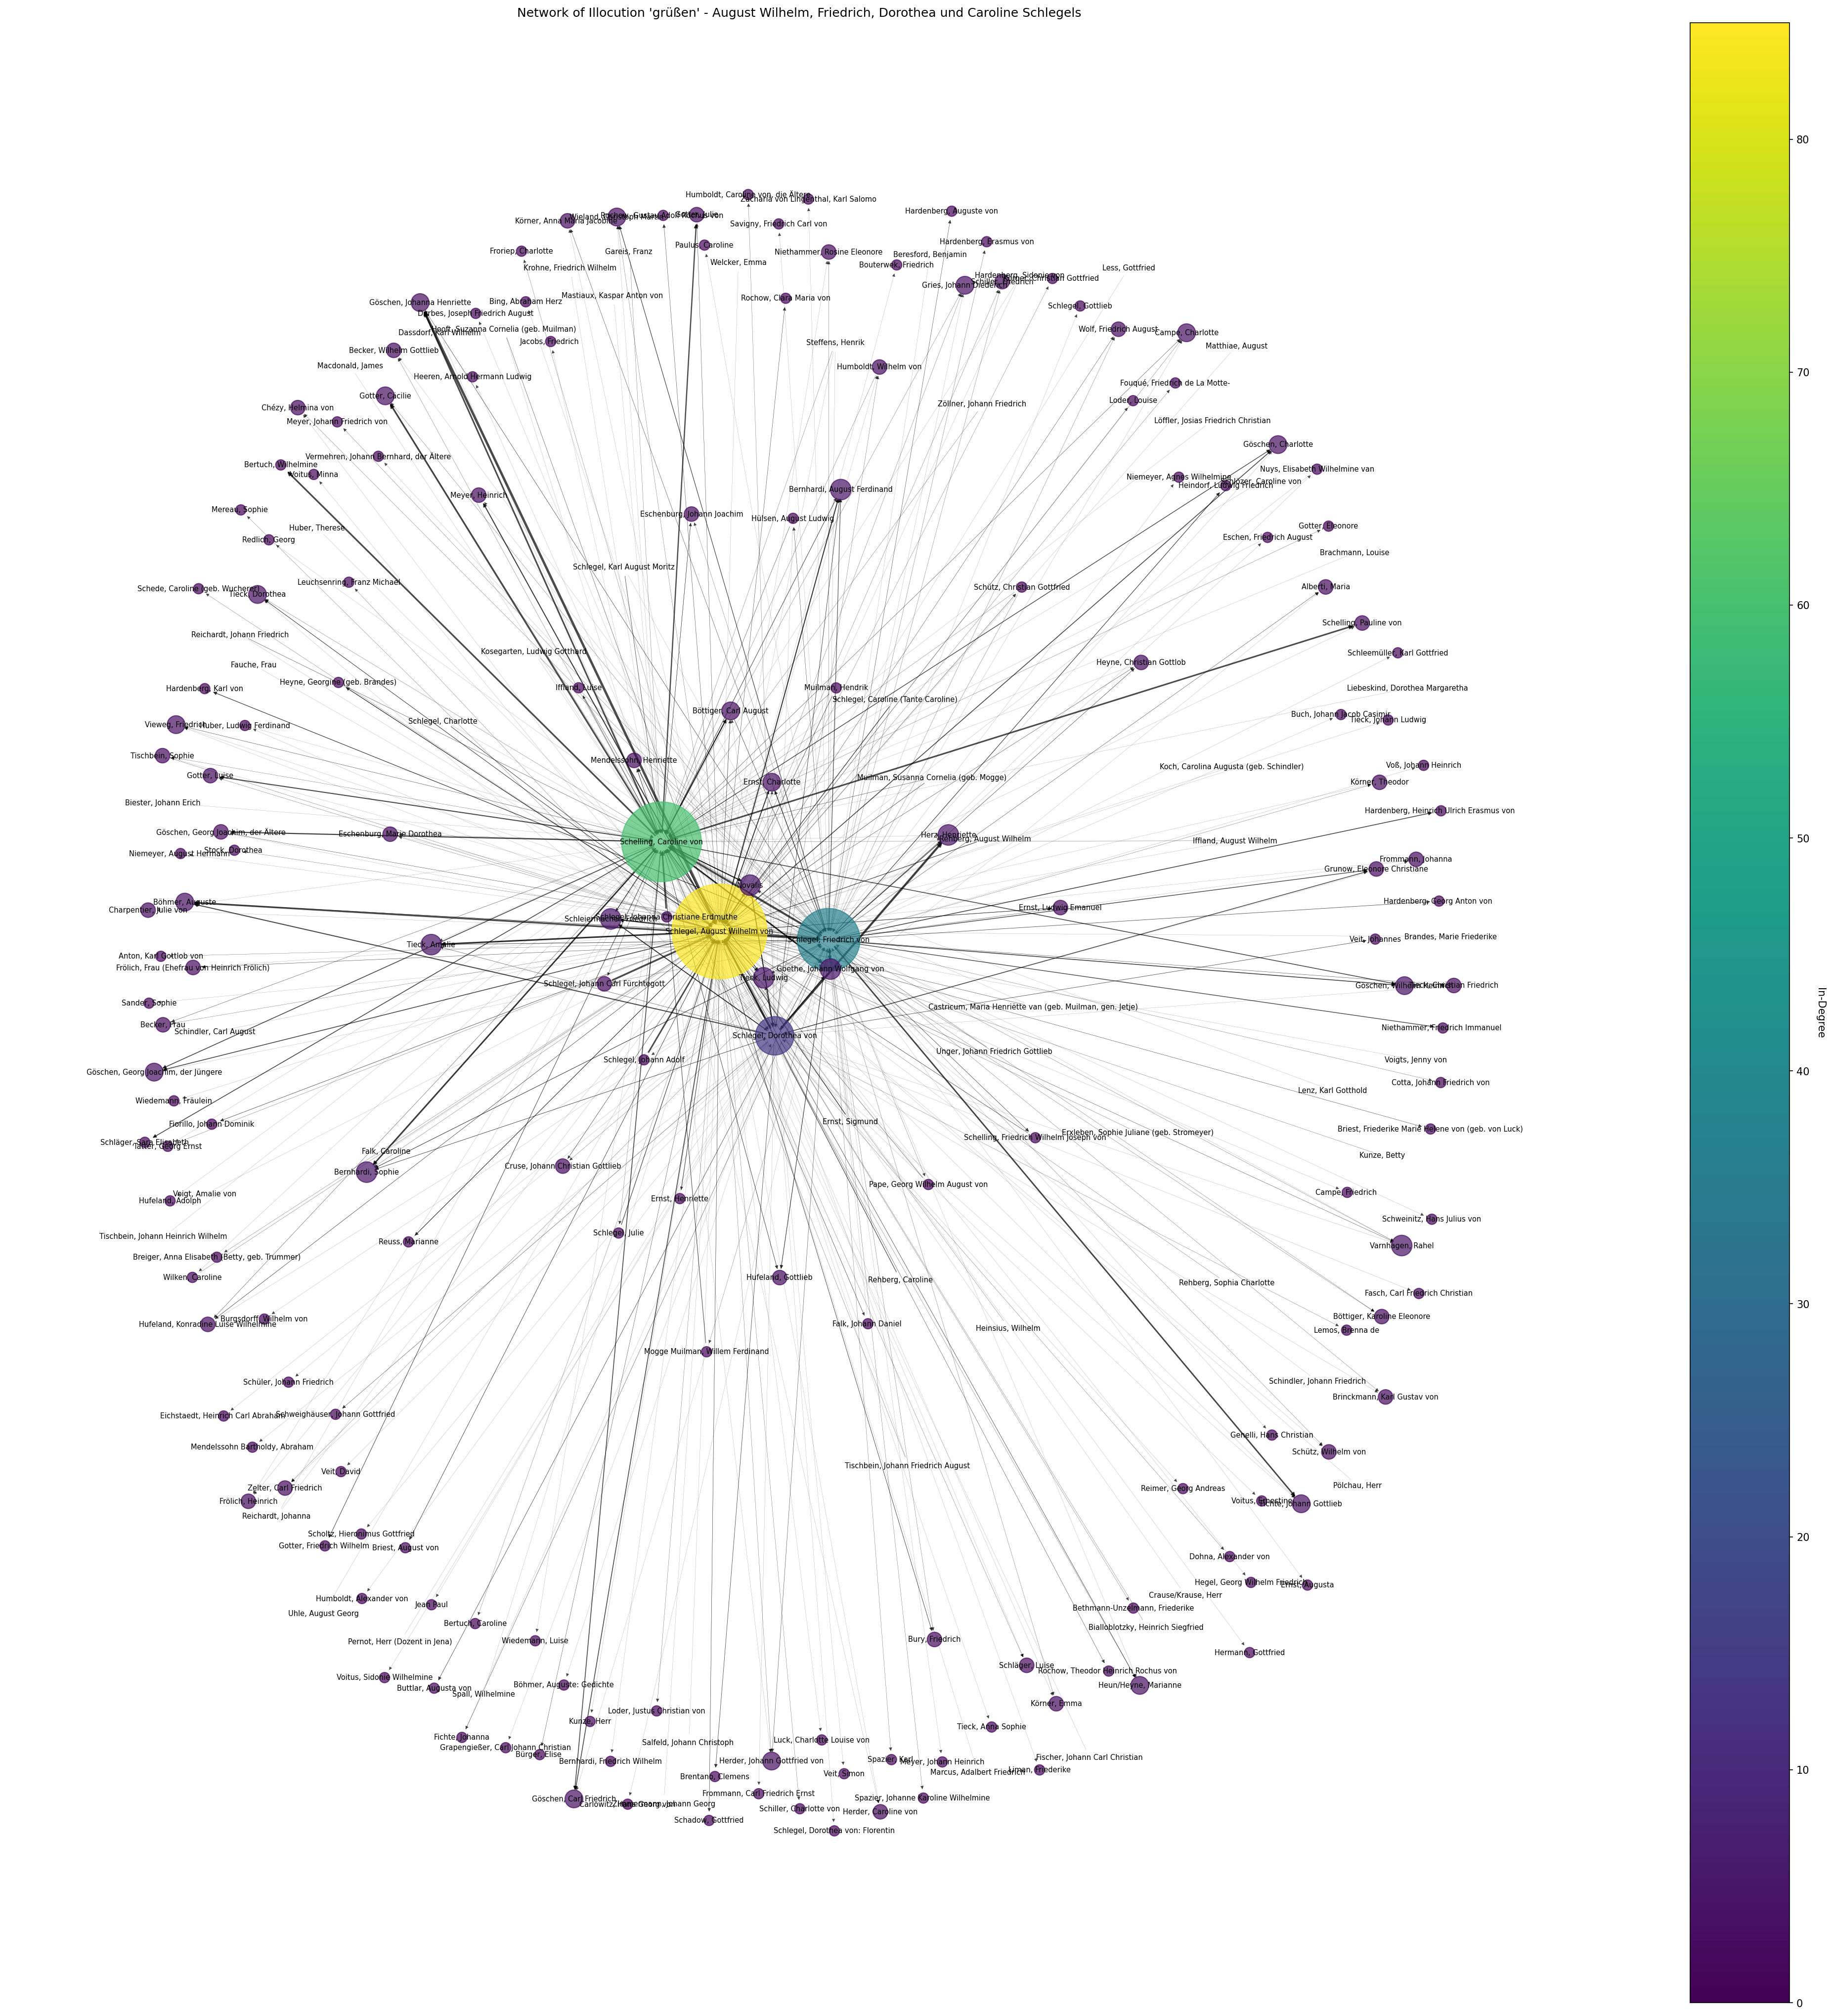 Network of Illocution 'grüßen' - August Wilhelm, Friedrich, Dorothea und Caroline Schlegels
80
70
60
50
40
30
20
10
0
In-Degree
Humboldt, Caroline von, die Ältere
Zachariä von Lingenthal, Karl Salomo
Hardenberg, Auguste von
Körner, Anna Maria Jacobine
Gotter, Julie
Savigny, Friedrich Carl von
Hardenberg, Erasmus von
Froriep, Charlotte
Gareis, Franz
Paulus, Caroline
Niethammer, Rosine Eleonore
Beresford, Benjamin
Bouterwek, Friedrich
Welcker, Emma
Krohne, Friedrich Wilhelm
Less, Gottfried
Gries, Johann Diederich
Mastiaux, Kaspar Anton von
Rochow, Clara Maria von
Göschen, Johanna Henriette
Bing, Abraham Herz
Schlegel, Gottlieb
Darbes, Joseph Friedrich August
Hooft, Suzanna Cornelia (geb. Muilman)
Dassdorf, Karl Wilhelm
Wolf, Friedrich August
Campe, Charlotte
Jacobs, Friedrich
Steffens, Henrik
Matthiae, August
Becker, Wilhelm Gottlieb
Macdonald, James
Humboldt, Wilhelm von
Heeren, Arnold Hermann Ludwig
Fouqué, Friedrich de La Motte-
Gotter, Cäcilie
Loder, Louise
Zöllner, Johann Friedrich
Chézy, Helmina von
Meyer, Johann Friedrich von
Löffler, Josias Friedrich Christian
Göschen, Charlotte
Vermehren, Johann Bernhard, der Ältere
Bertuch, Wilhelmine
Voitus, Minna
Nuys, Elisabeth Wilhelmine van
Niemeyer, Agnes Wilhelmine
Schlözer, Caroline von
Heindorf, Ludwig Friedrich
Bernhardi, August Ferdinand
Meyer, Heinrich
Mereau, Sophie
Eschenburg, Johann Joachim
Hülsen, August Ludwig
Huber, Therese
Gotter, Eleonore
Redlich, Georg
Eschen, Friedrich August
Brachmann, Louise
Schlegel, Karl August Moritz
Leuchsenring, Franz Michael
Schede, Caroline (geb. Wucherer)
Tieck, Dorothea
Schütz, Christian Gottfried
Alberti, Maria
Schelling, Pauline von
Reichardt, Johann Friedrich
Kosegarten, Ludwig Gotthard
Schleemüller, Karl Gottfried
Fauche, Frau
Heyne, Christian Gottlob
Heyne, Georgine (geb. Brandes)
Hardenberg, Karl von
Iffland, Luise
Muilman, Hendrik
Liebeskind, Dorothea Margaretha
Schlegel, Caroline (Tante Caroline)
Böttiger, Carl August
Buch, Johann Jacob Casimir
Tieck, Johann Ludwig
Schlegel, Charlotte
Vieweg, Friedrich
Huber, Ludwig Ferdinand
Tischbein, Sophie
Mendelssohn, Henriette
Koch, Carolina Augusta (geb. Schindler)
Voß, Johann Heinrich
Gotter, Luise
Muilman, Susanna Cornelia (geb. Mogge)
Ernst, Charlotte
Körner, Theodor
Biester, Johann Erich
Hardenberg, Heinrich Ulrich Erasmus von
Göschen, Georg Joachim, der Ältere
Eschenburg, Marie Dorothea
Herz, Henriette
Rehberg, August Wilhelm
Iffland, August Wilhelm
Schelling, Caroline von
Stock, Dorothea
Niemeyer, August Hermann
Frommann, Johanna
Grunow, Eleonore Christiane
Novalis
Böhmer, Auguste
Charpentier, Julie von
Ernst, Ludwig Emanuel
Hardenberg, Georg Anton von
Schlegel, Johanna Christiane Erdmuthe
Schleiermacher, Friedrich
Schlegel, August Wilhelm von
Schlegel, Friedrich von
Veit, Johannes
Brandes, Marie Friederike
Tieck, Amalie
Anton, Karl Gottlob von
Frölich, Frau (Ehefrau von Heinrich Frölich)
Goethe, Johann Wolfgang von
Tieck, Ludwig
Schlegel, Johann Carl Fürchtegott
Göschen, Wilhelm Heinrich
Tieck, Christian Friedrich
Sander, Sophie
Castricum, Maria Henriette van (geb. Muilman, gen. Jetje)
Becker, Frau
Schindler, Carl August
Niethammer, Friedrich Immanuel
Schlegel, Dorothea von
Unger, Johann Friedrich Gottlieb
Schlegel, Johann Adolf
Voigts, Jenny von
Göschen, Georg Joachim, der Jüngere
Cotta, Johann Friedrich von
Lenz, Karl Gotthold
Wiedemann, Fräulein
Ernst, Sigmund
Fiorillo, Johann Dominik
Briest, Friederike Marie Helene von (geb. von Luck)
Erxleben, Sophie Juliane (geb. Stromeyer)
Schelling, Friedrich Wilhelm Joseph von
Schläger, Sara Elisabeth
Tatter, Georg Ernst
Falk, Caroline
Kunze, Betty
Cruse, Johann Christian Gottlieb
Bernhardi, Sophie
Pape, Georg Wilhelm August von
Voigt, Amalie von
Hufeland, Adolph
Ernst, Henriette
Campe, Friedrich
Schweinitz, Hans Julius von
Schlegel, Julie
Tischbein, Johann Heinrich Wilhelm
Reuss, Marianne
Varnhagen, Rahel
Breiger, Anna Elisabeth (Betty, geb. Trummer)
Wilken, Caroline
Hufeland, Gottlieb
Rehberg, Caroline
Rehberg, Sophia Charlotte
Fasch, Carl Friedrich Christian
Burgsdorff, Wilhelm von
Hufeland, Konradine Luise Wilhelmine
Falk, Johann Daniel
Böttiger, Karoline Eleonore
Heinsius, Wilhelm
Lemos, Brenna de
Mogge Muilman, Willem Ferdinand
Schüler, Johann Friedrich
Schindler, Johann Friedrich
Brinckmann, Karl Gustav von
Eichstaedt, Heinrich Carl Abraham
Schweighäuser, Johann Gottfried
Genelli, Hans Christian
Mendelssohn Bartholdy, Abraham
Schütz, Wilhelm von
Tischbein, Johann Friedrich August
Veit, David
Zelter, Carl Friedrich
Pölchau, Herr
Reimer, Georg Andreas
Frölich, Heinrich
Voitus, Ernestine
Fichte, Johann Gottlieb
Reichardt, Johanna
Scholtz, Hieronimus Gottfried
Gotter, Friedrich Wilhelm
Briest, August von
Dohna, Alexander von
Hegel, Georg Wilhelm Friedrich
Ernst, Augusta
Humboldt, Alexander von
Crause/Krause, Herr
Jean Paul
Uhle, August Georg
Bethmann-Unzelmann, Friederike
Bertuch, Caroline
Bialloblotzky, Heinrich Siegfried
Pernot, Herr (Dozent in Jena)
Wiedemann, Luise
Bury, Friedrich
Hermann, Gottfried
Schläger, Luise
Rochow, Theodor Heinrich Rochus von
Voitus, Sidonie Wilhelmine
Böhmer, Auguste: Gedichte
Heun/Heyne, Marianne
Buttlar, Augusta von
Spall, Wilhelmine
Körner, Emma
Loder, Justus Christian von
Kunze, Herr
Tieck, Anna Sophie
Fichte, Johanna
Salfeld, Johann Christoph
Luck, Charlotte Louise von
Grapengießer, Carl Johann Christian
Bürger, Elise
Fischer, Johann Carl Christian
Bernhardi, Friedrich Wilhelm
Herder, Johann Gottfried von
Spazier, Karl
Meyer, Johann Heinrich
Marcus, Adalbert Friedrich
Liman, Friederike
Brentano, Clemens
Veit, Simon
Frommann, Carl Friedrich Ernst
Göschen, Carl Friedrich
Spazier, Johanne Karoline Wilhelmine
Schiller, Charlotte von
Herder, Caroline von
Schadow, Gottfried
Schlegel, Dorothea von: Florentin